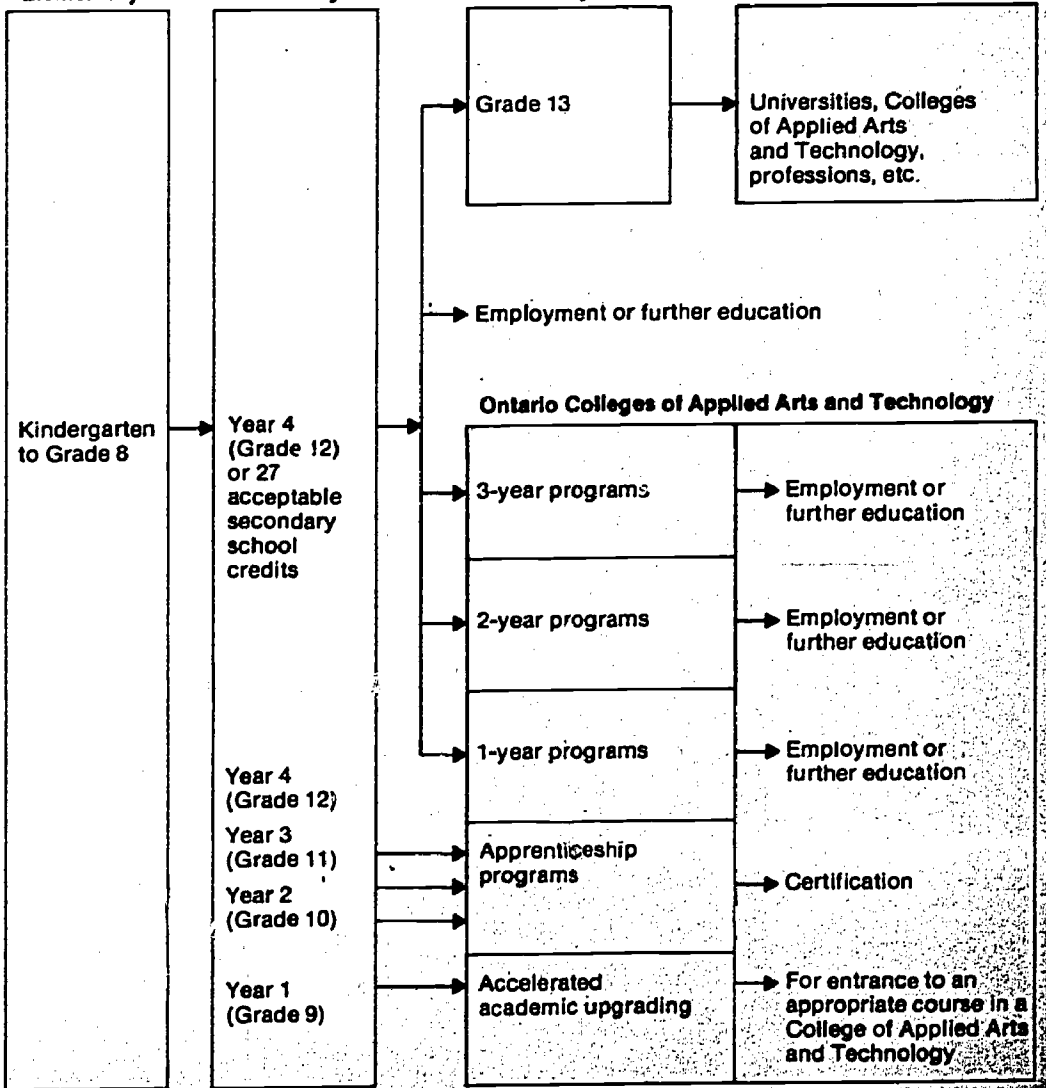 Kindergarten
to Grade 8
Year 4
(Grade 12)
or 27
acceptable
secondary
school
credits
Year 4
(Grade 12)
Year 3
(Grade 11)
Year 2
(Grade 10)
Year 1
(Grade 9)
Grade 13
Universities, Colleges
of Applied Arts
and Technology,
professions, etc.
Employment or further education
Ontario Colleges of Applied Arts and Technology
3-year programs
Employment or
further education
2-year programs
Employment or
further education
1-year programs
Employment or
further education
Apprenticeship
programs
Certification
Accelerated
academic upgrading
For entrance to an
appropriate course in a
College of Applied Arts
and Technology